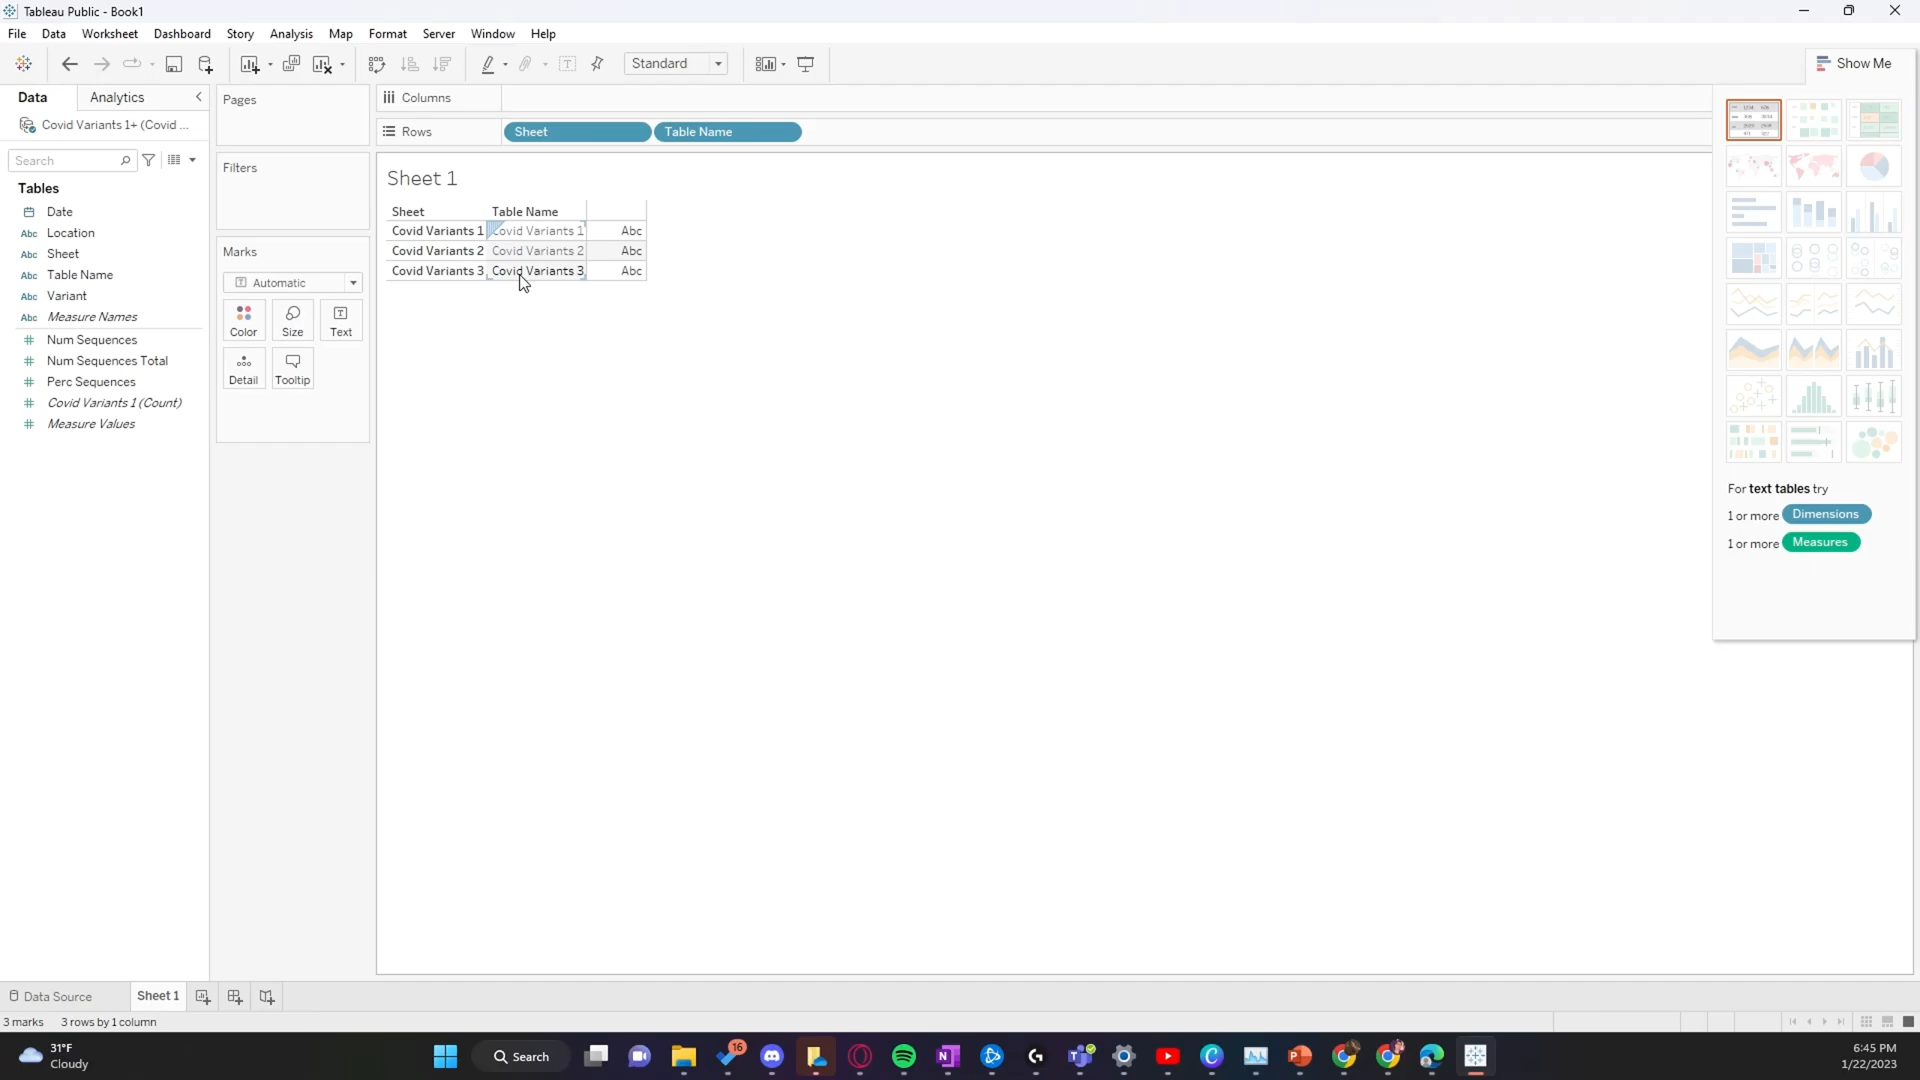 Tableau Public - Book1
File Data Worksheet Dashboard Story Analysis Map Format Server Window Help
Standard
Show Me
Data Analytics
Pages
Columns
Covid Variants 1+ (Covid ...
Rows
Sheet
Table Name
Search
Filters
Tables
Sheet 1
Date
Sheet Table Name
Abc Location
Covid Variants 1 Covid Variants 1 Abc
Abc Sheet
Covid Variants 2 Covid Variants 2 Abc
Abc Table Name
Covid Variants 3 Covid Variants 3 Abc
Abc Variant
Abc Measure Names
Num Sequences
Num Sequences Total
Perc Sequences
Covid Variants 1 (Count)
Measure Values
Marks
Automatic
Color Size Text
Detail Tooltip
For text tables try
1 or more Dimensions
1 or more Measures
Data Source Sheet 1
3 marks 3 rows by 1 column
31°F
Cloudy
Search
16
6:45 PM
1/22/2023